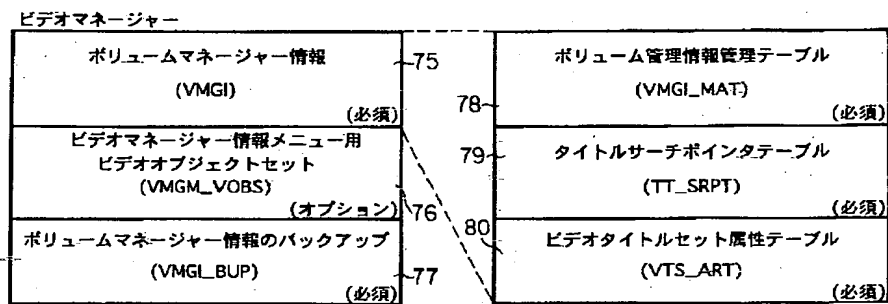 ビデオマネージャー
ボリュームマネージャー情報
(VMGI)
(必須)
75
ビデオマネージャー情報メニュー用
ビデオオブジェクトセット
(VMGM_VOBS)
(オプション)
76
ボリュームマネージャー情報のバックアップ
(VMGI_BUP)
(必須)
77
ボリューム管理情報管理テーブル
(VMGI_MAT)
(必須)
78
タイトルサーチポインタテーブル
(TT_SRPT)
(必須)
79
ビデオタイトルセット属性テーブル
(VTS_ART)
(必須)
80